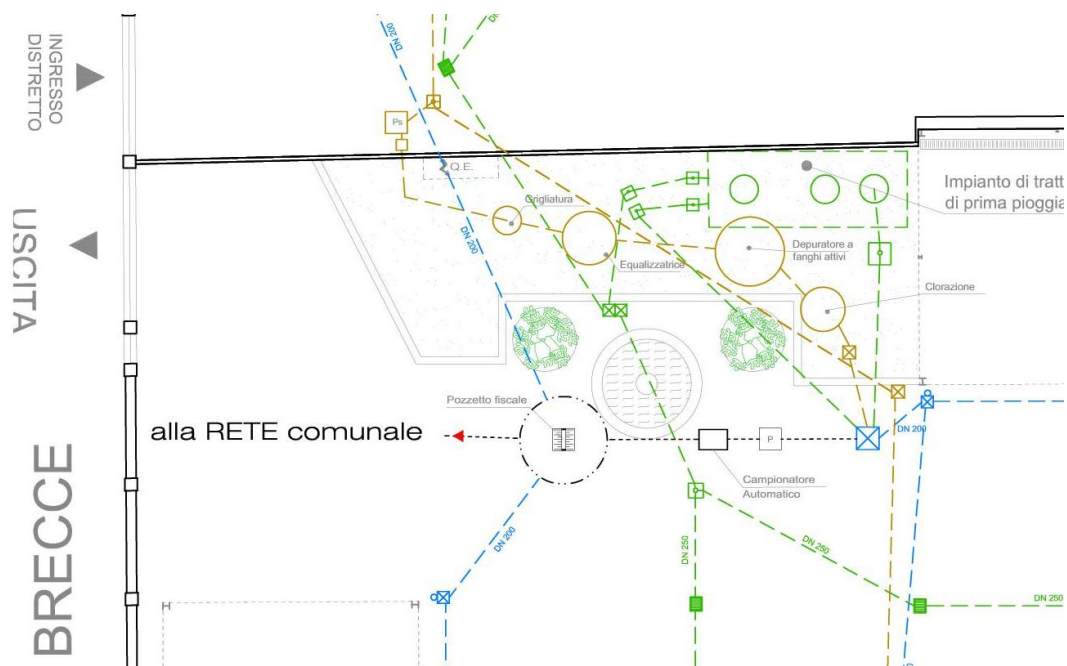 INGRESSO
DISTRETTO
USCITA
BRECCE
DN 200
DN
Ps
Q.E.
DN 200
Grigliatura
Equalizzatrice
Depuratore a
fanghi attivi
Clorazione
Impianto di tratt
di prima pioggia
Pozzetto fiscale
alla RETE comunale
P
Campionatore
Automatico
DN 200
DN 200
DN 250
DN 250
DN 250